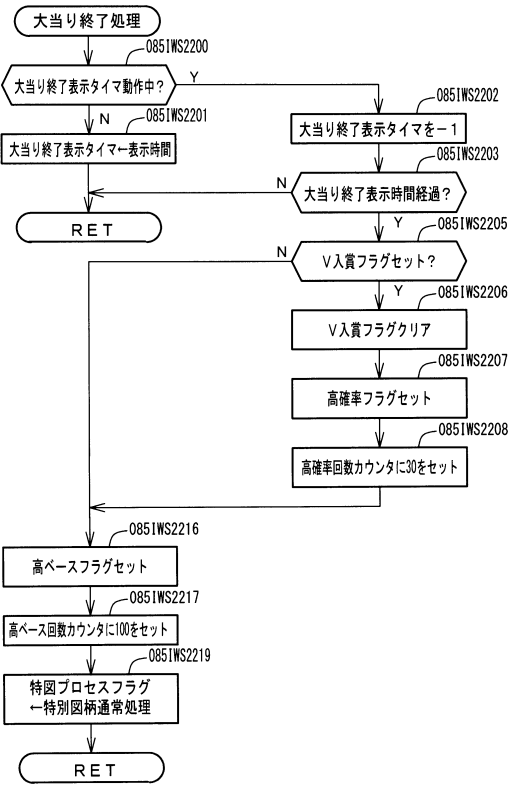 大当り終了処理
085IWS2200
大当り終了表示タイマ動作中？
Y
N
085IWS2201
大当り終了表示タイマ←表示時間
085IWS2202
大当り終了表示タイマを－1
085IWS2203
大当り終了表示時間経過？
N
Y
RET
085IWS2205
V入賞フラグセット？
N
Y
085IWS2206
V入賞フラグクリア
085IWS2207
高確率フラグセット
085IWS2208
高確率回数カウンタに30をセット
085IWS2216
高ベースフラグセット
085IWS2217
高ベース回数カウンタに100をセット
085IWS2219
特図プロセスフラグ
←特別図柄通常処理
RET